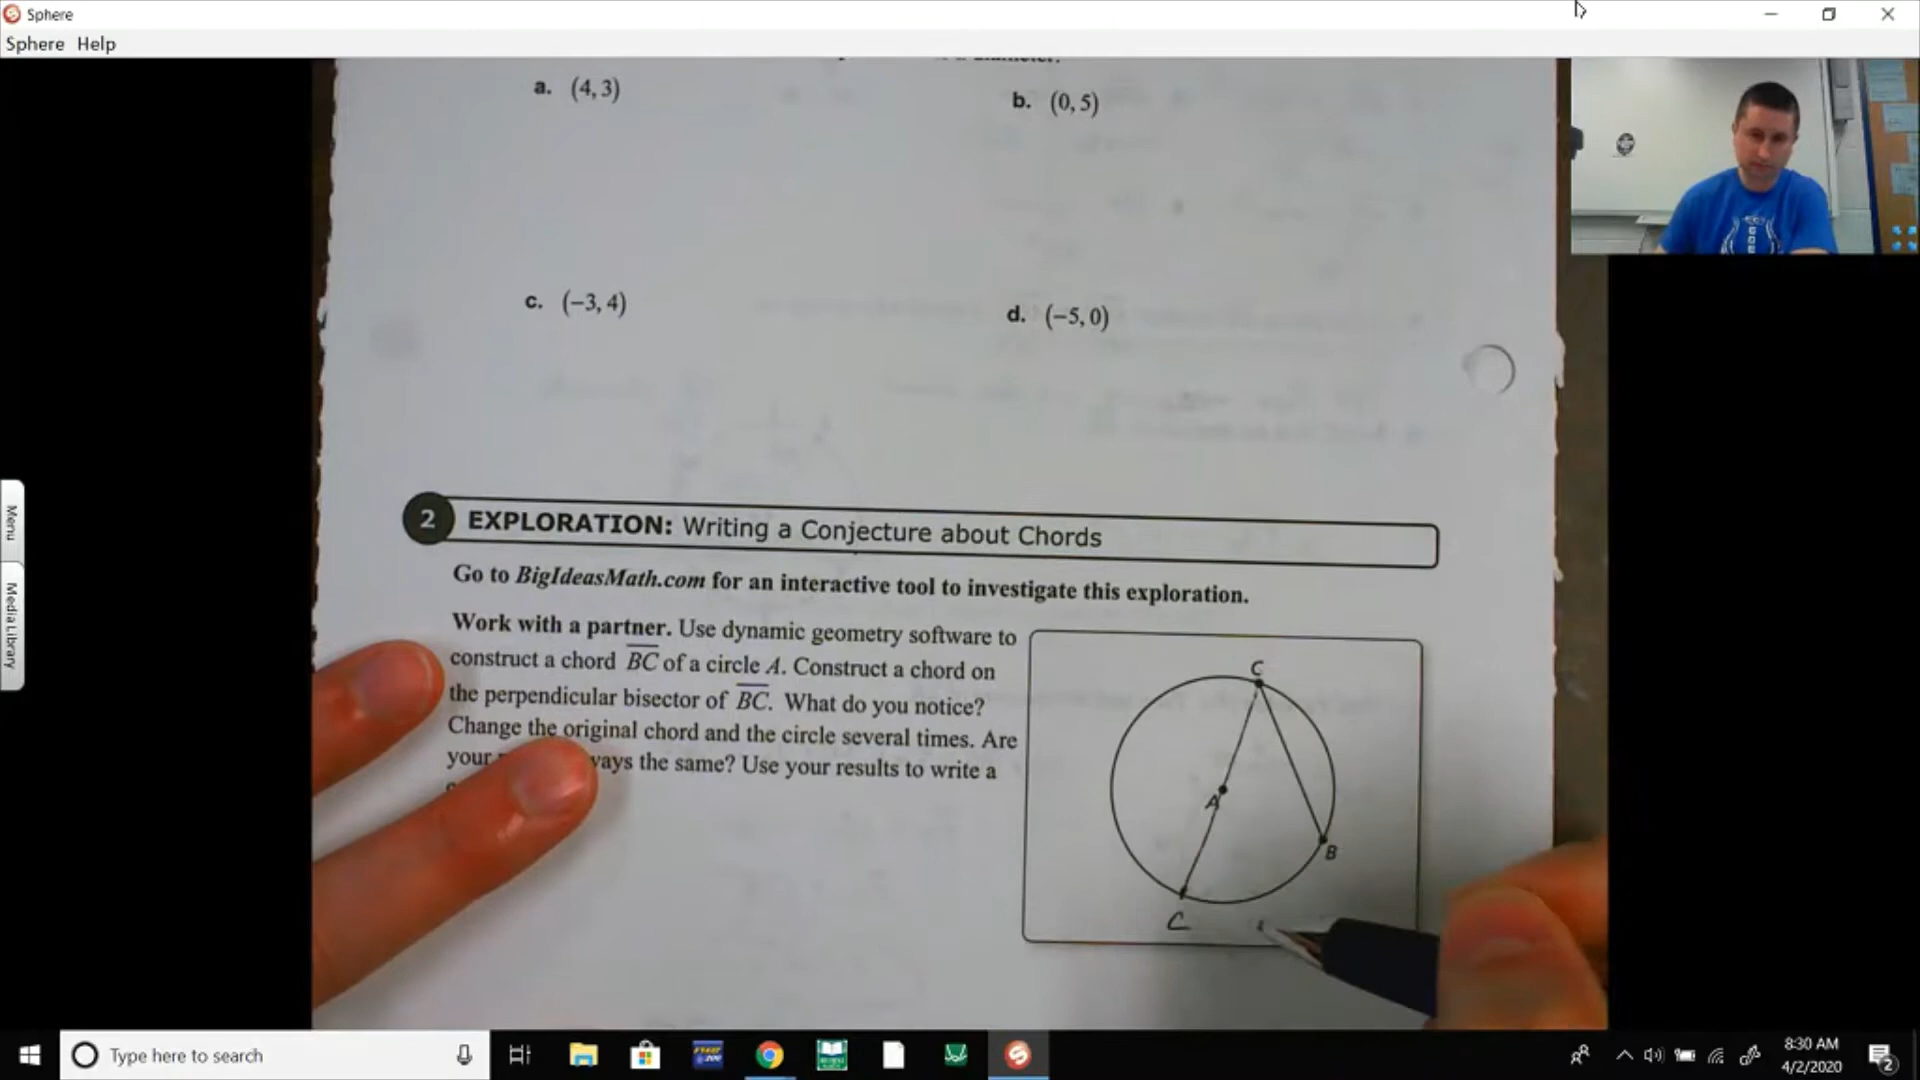 Sphere
Sphere Help
a. (4, 3)
b. (0, 5)
c. (−3, 4)
d. (−5, 0)
Menu
Media Library
2 EXPLORATION: Writing a Conjecture about Chords
Go to BigIdeasMath.com for an interactive tool to investigate this exploration.
Work with a partner. Use dynamic geometry software to
construct a chord BC of a circle A. Construct a chord on
the perpendicular bisector of BC. What do you notice?
Change the original chord and the circle several times. Are
your ways the same? Use your results to write a
C
A
B
C
Type here to search
8:30 AM
4/2/2020
2